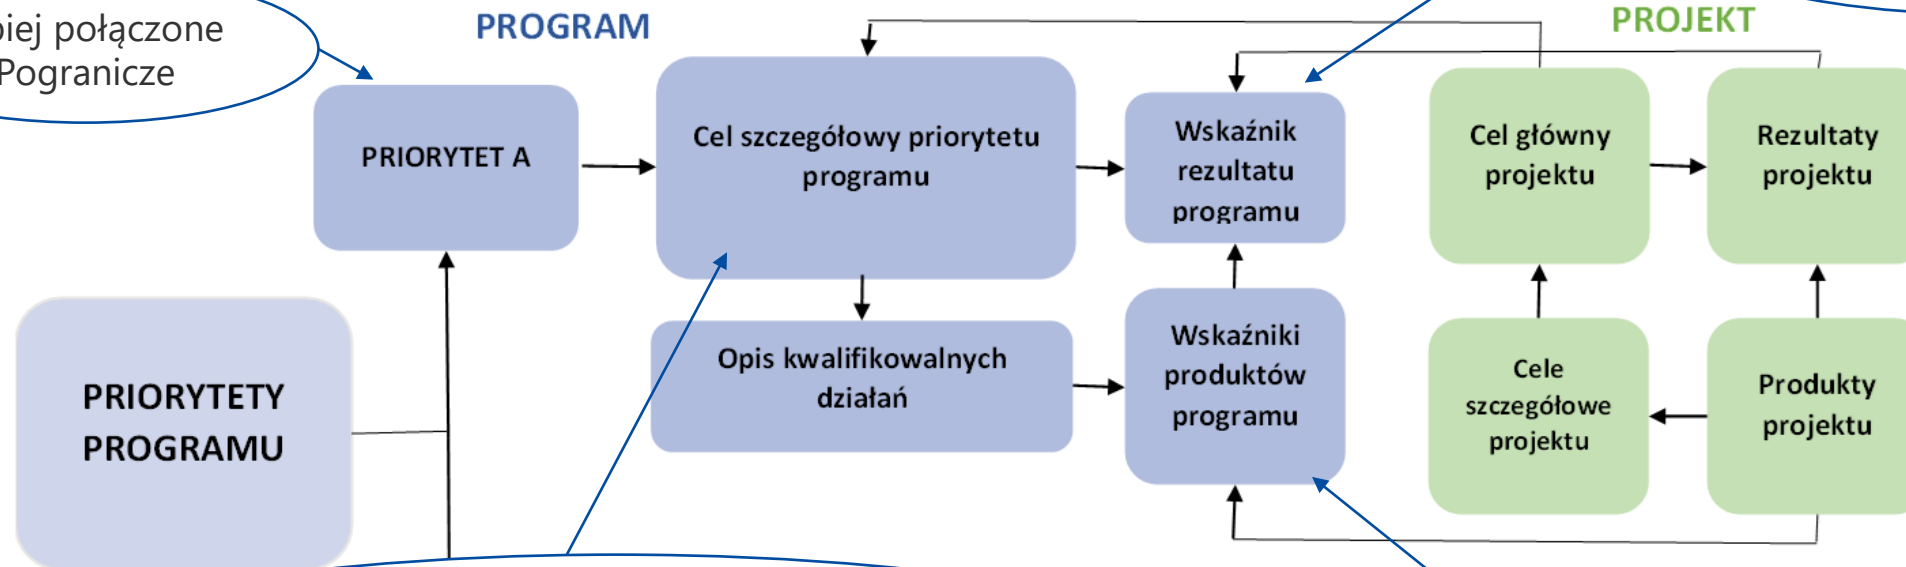 połączone
Pogranicze
PROGRAM
PROJEKT
PRIORYTET A
Cel szczegółowy priorytetu
programu
Wskaźnik
rezultatu
programu
Cel główny
projektu
Rezultaty
projektu
PRIORYTETY
PROGRAMU
Opis kwalifikowalnych
działań
Wskaźniki
produktów
programu
Cele
szczegółowe
projektu
Produkty
projektu